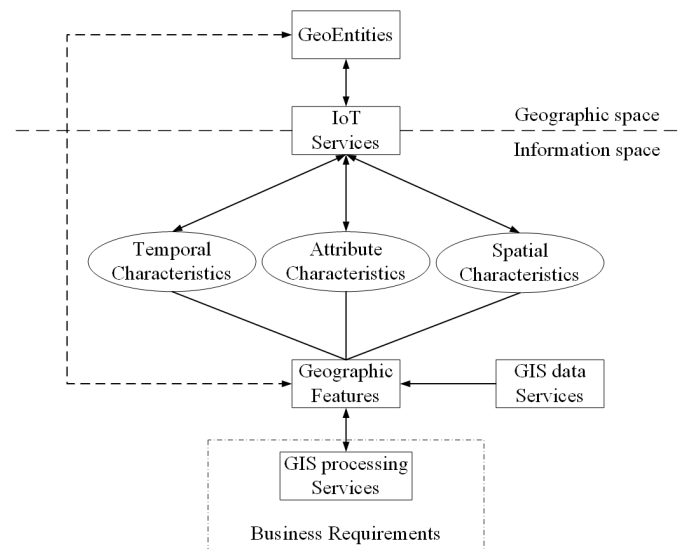 GeoEntities
IoT
Services
Geographic space
Information space
Temporal
Characteristics
Attribute
Characteristics
Spatial
Characteristics
Geographic
Features
GIS data
Services
GIS processing
Services
Business Requirements